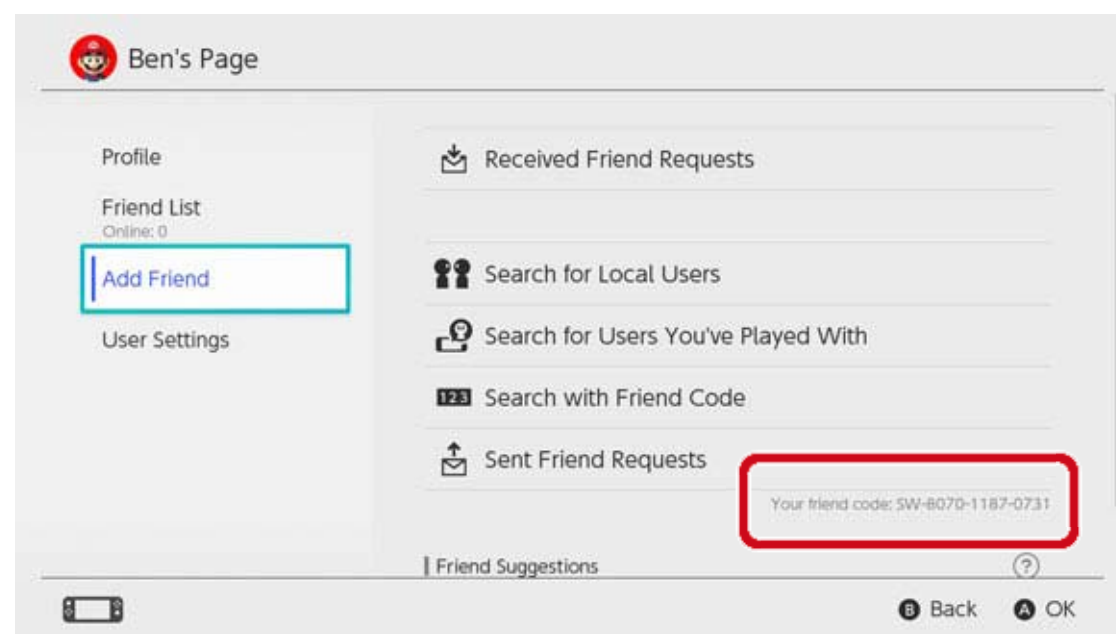 Ben's Page
Profile
Friend List
Online: 0
Add Friend
User Settings
Received Friend Requests
Search for Local Users
Search for Users You've Played With
123 Search with Friend Code
Sent Friend Requests
Your friend code: SW-8070-1187-0731
Friend Suggestions
?
B Back A OK